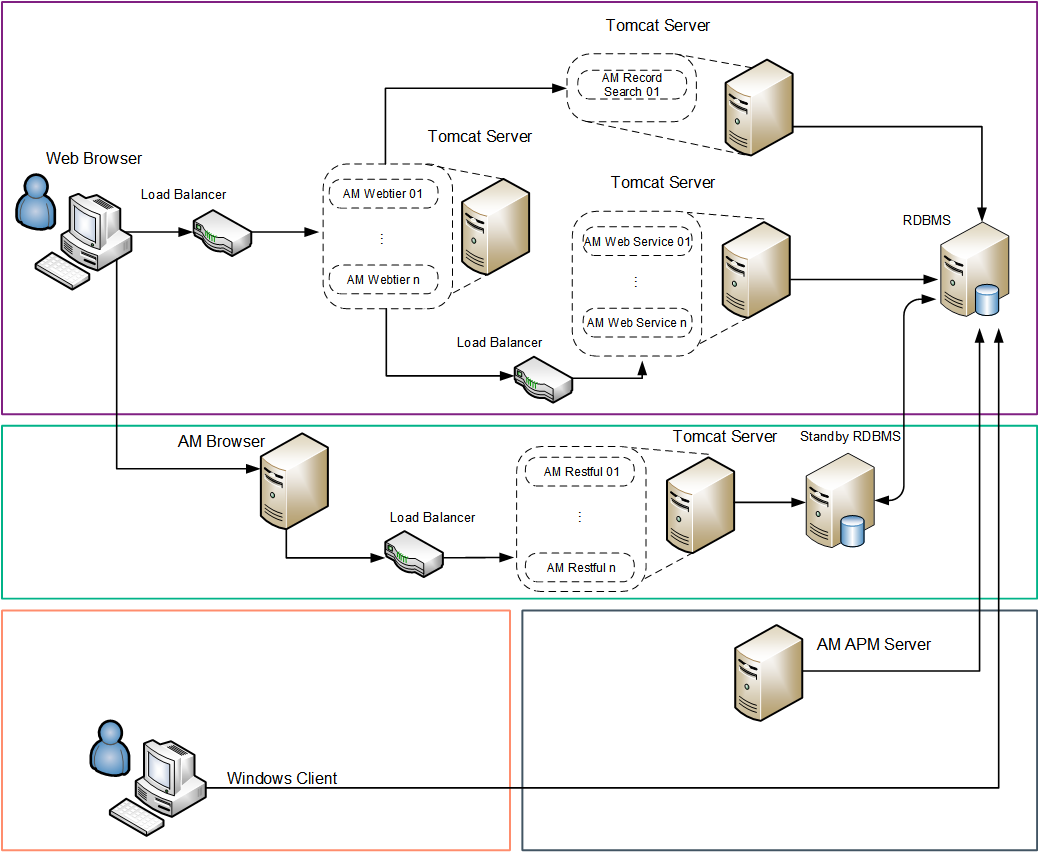 Tomcat Server
AM Record
Search 01
Tomcat Server
Web Browser
Load Balancer
AM Webtier 01
⋮
AM Webtier n
Tomcat Server
AM Web Service 01
⋮
AM Web Service n
RDBMS
Load Balancer
AM Browser
Load Balancer
Tomcat Server
AM Restful 01
⋮
AM Restful n
Standby RDBMS
AM APM Server
Windows Client